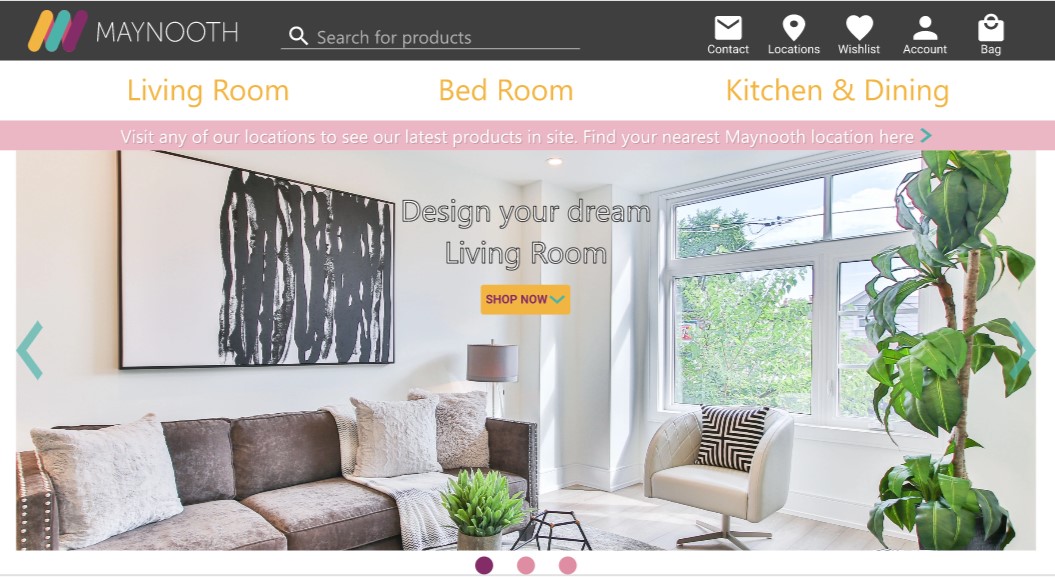 MAYNOOTH
Search for products
Contact
Locations
Wishlist
Account
Bag
Living Room
Bed Room
Kitchen & Dining
Visit any of our locations to see our latest products in site. Find your nearest Maynooth location here
Design your dream
Living Room
SHOP NOW